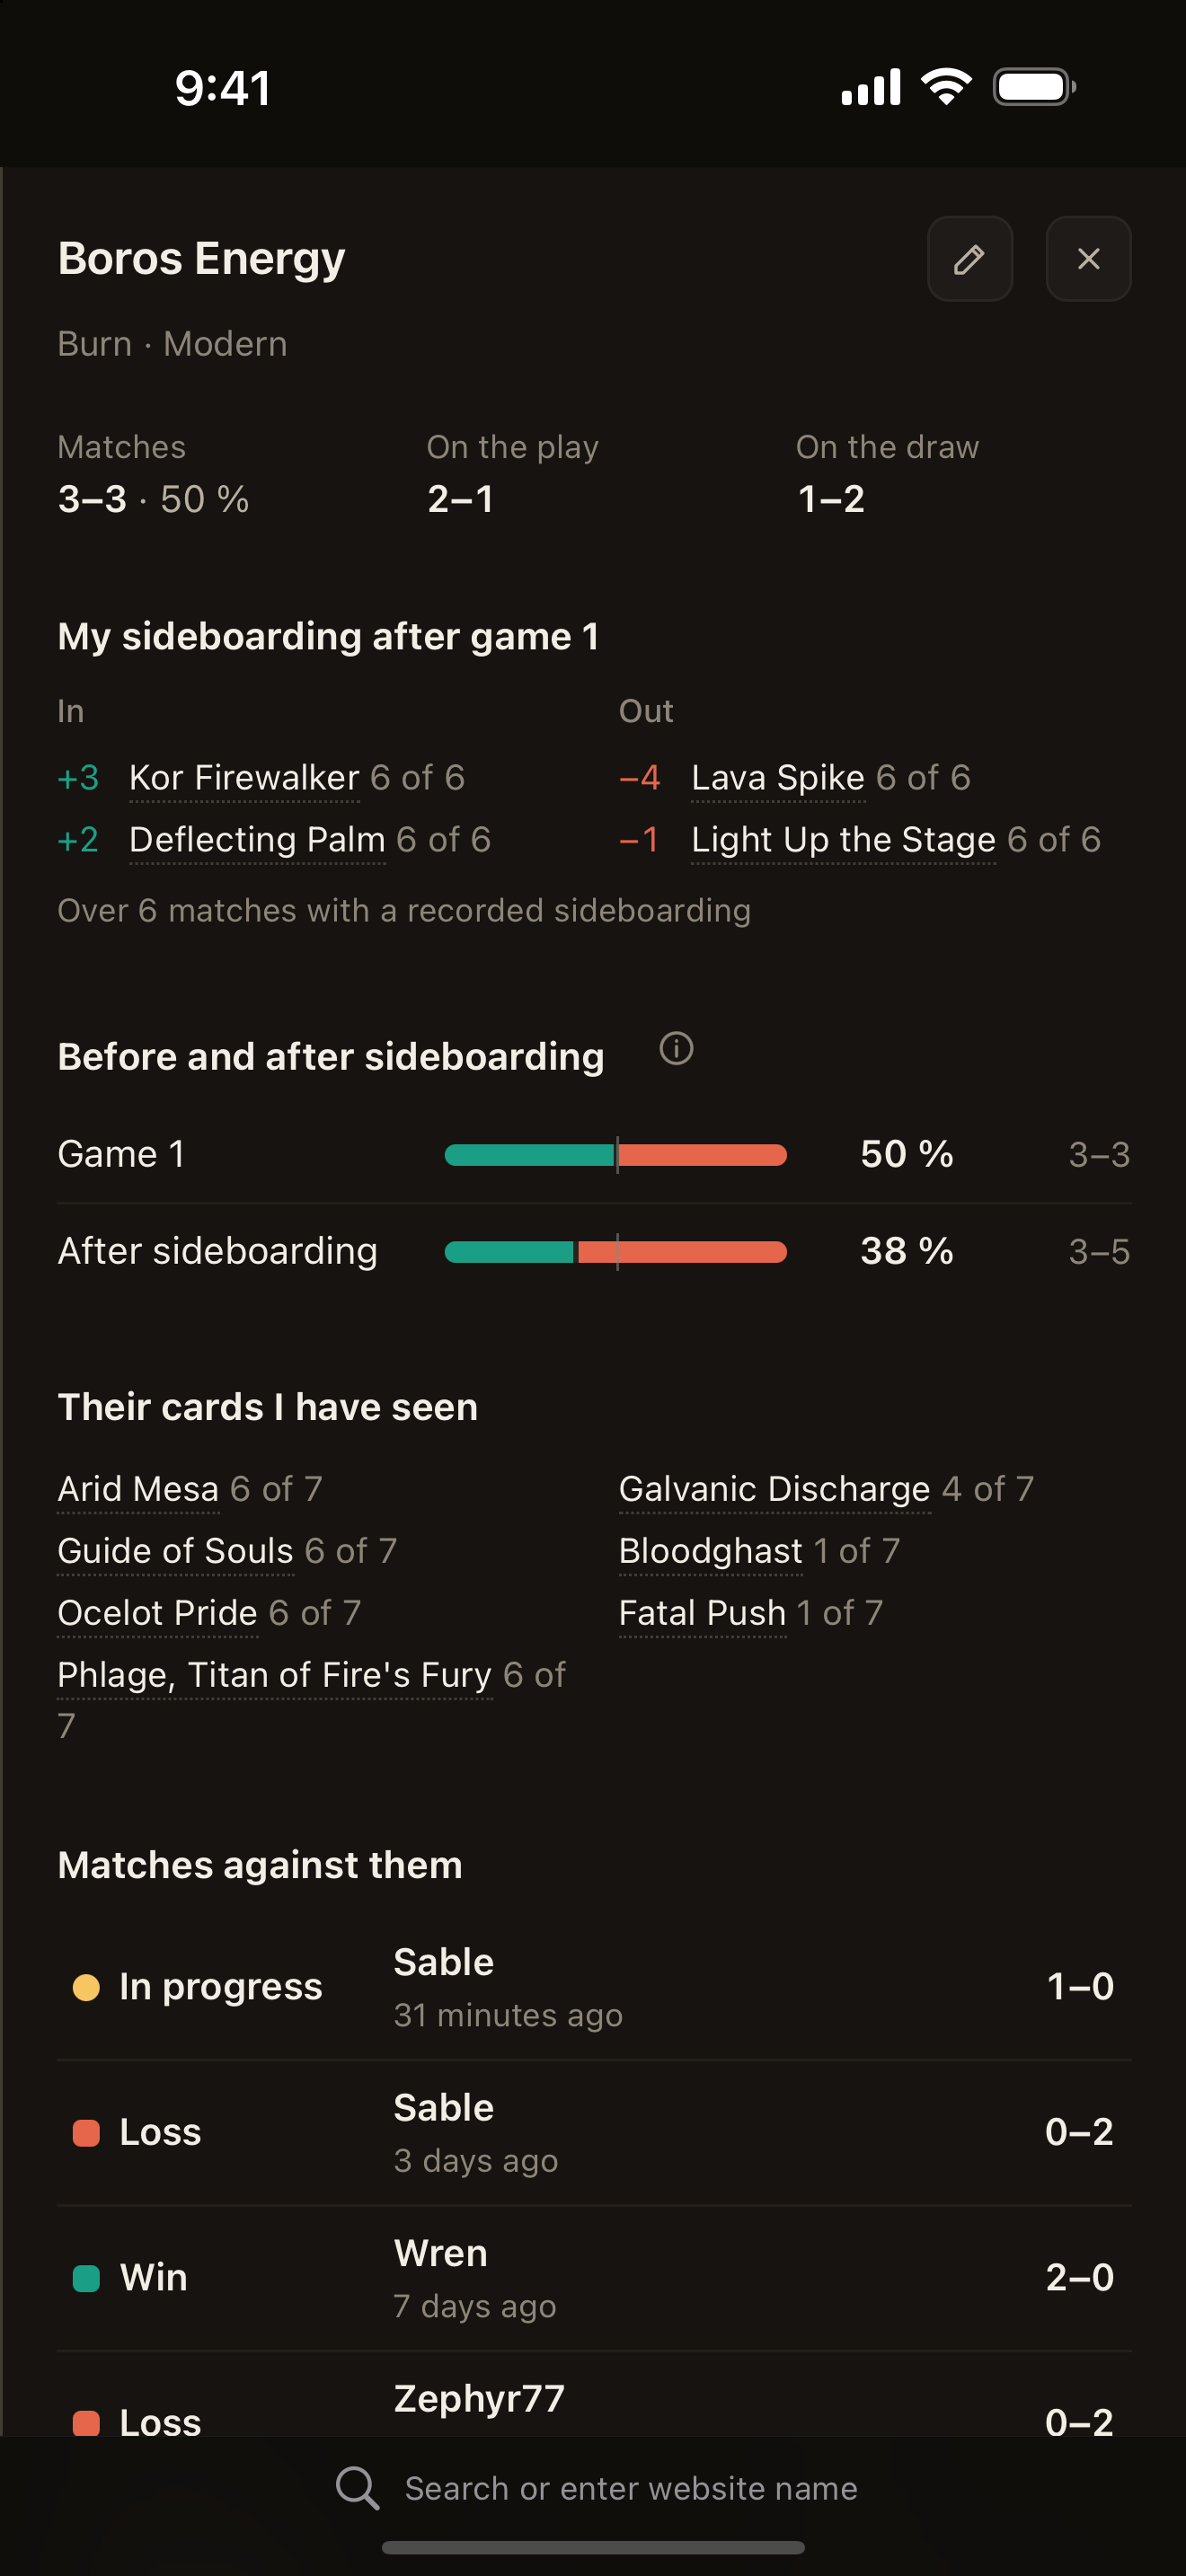 9:41
Boros Energy
Burn · Modern
Matches On the play On the draw
3–3 · 50 % 2–1 1–2
My sideboarding after game 1
In Out
+3 Kor Firewalker 6 of 6 −4 Lava Spike 6 of 6
+2 Deflecting Palm 6 of 6 −1 Light Up the Stage 6 of 6
Over 6 matches with a recorded sideboarding
Before and after sideboarding
Game 1 50 % 3–3
After sideboarding 38 % 3–5
Their cards I have seen
Arid Mesa 6 of 7 Galvanic Discharge 4 of 7
Guide of Souls 6 of 7 Bloodghast 1 of 7
Ocelot Pride 6 of 7 Fatal Push 1 of 7
Phlage, Titan of Fire's Fury 6 of
7
Matches against them
Sable
In progress 1–0
31 minutes ago
Sable
Loss 0–2
3 days ago
Wren
Win 2–0
7 days ago
Zephyr77
Loss 0–2
Search or enter website name